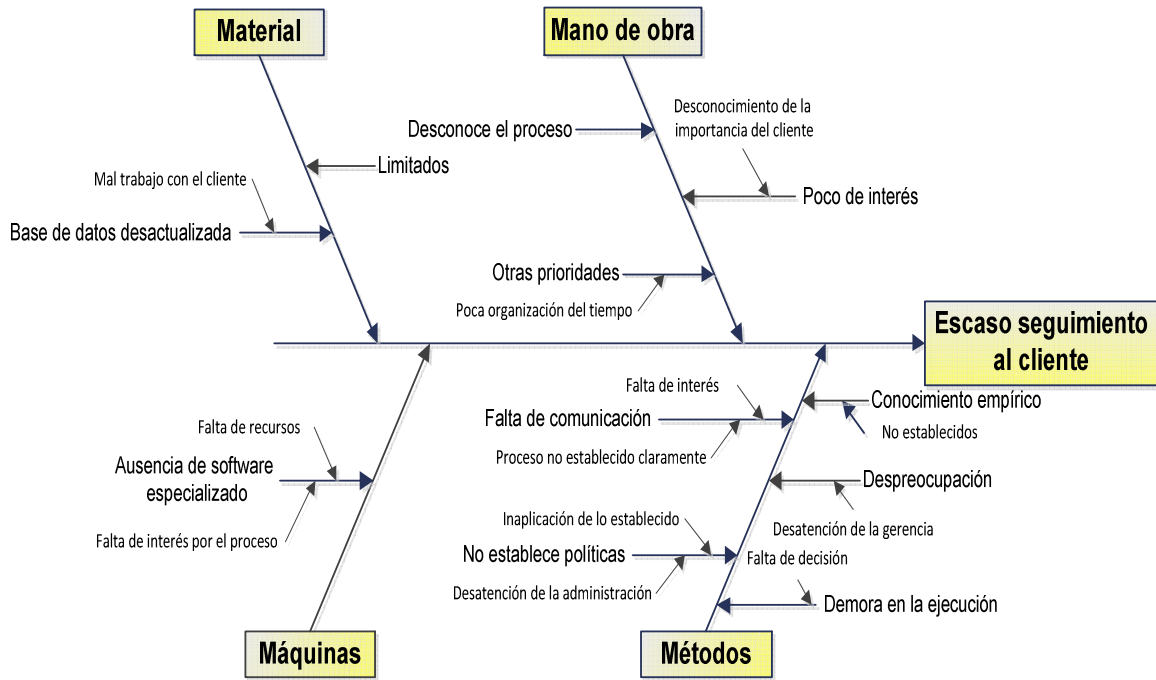 Material
Mano de obra
Desconocimiento de la
importancia del cliente
Desconoce el proceso
Limitados
Mal trabajo con el cliente
Poco de interés
Base de datos desactualizada
Otras prioridades
Poca organización del tiempo
Escaso seguimiento
al cliente
Falta de interés
Conocimiento empírico
Falta de comunicación
No establecidos
Falta de recursos
Proceso no establecido claramente
Ausencia de software
especializado
Despreocupación
Inaplicación de lo establecido
Desatención de la gerencia
Falta de interés por el proceso
No establece políticas
Falta de decisión
Desatención de la administración
Demora en la ejecución
Máquinas
Métodos